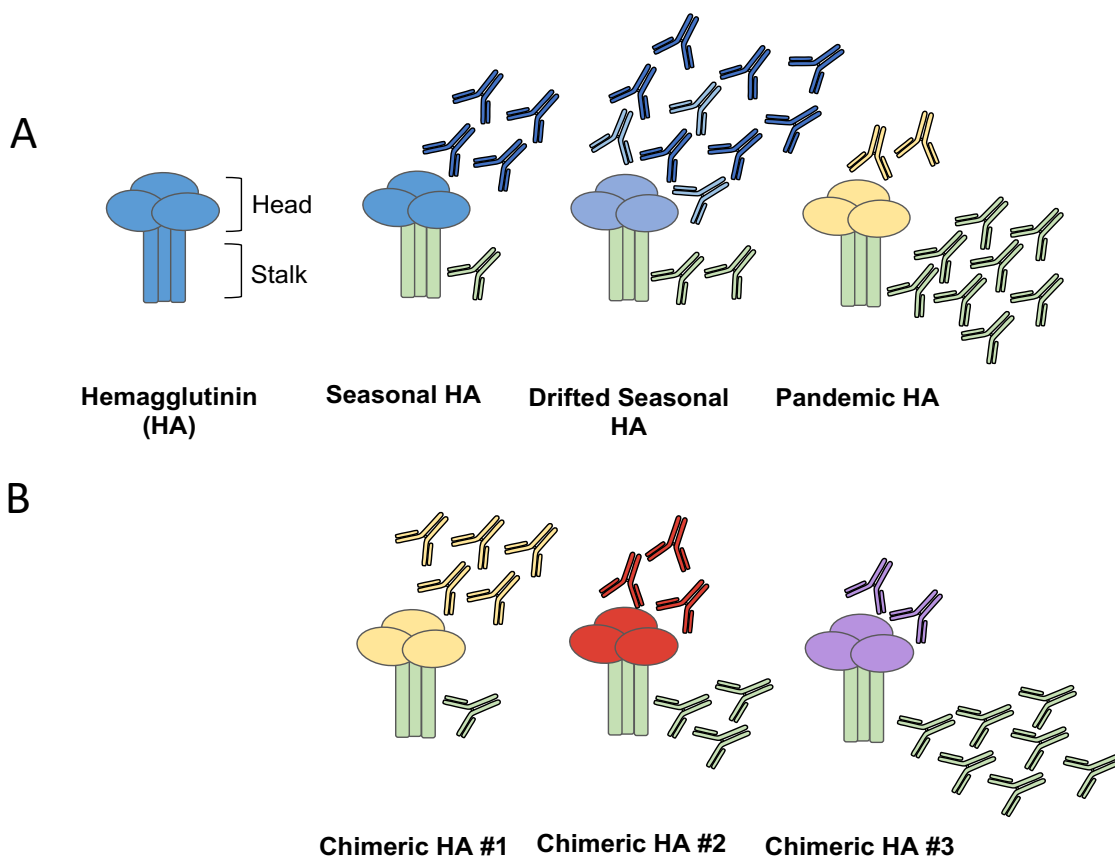 A
Head
Stalk
Hemagglutinin
(HA)
Seasonal HA
Drifted Seasonal
HA
Pandemic HA
B
Chimeric HA #1
Chimeric HA #2
Chimeric HA #3